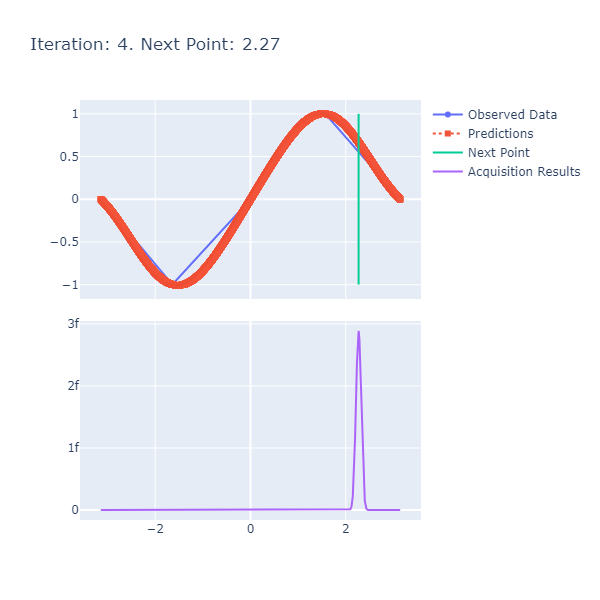 Iteration: 4. Next Point: 2.27
1
0.5
0
−0.5
−1
Observed Data
Predictions
Next Point
Acquisition Results
3f
2f
1f
0
−2
0
2